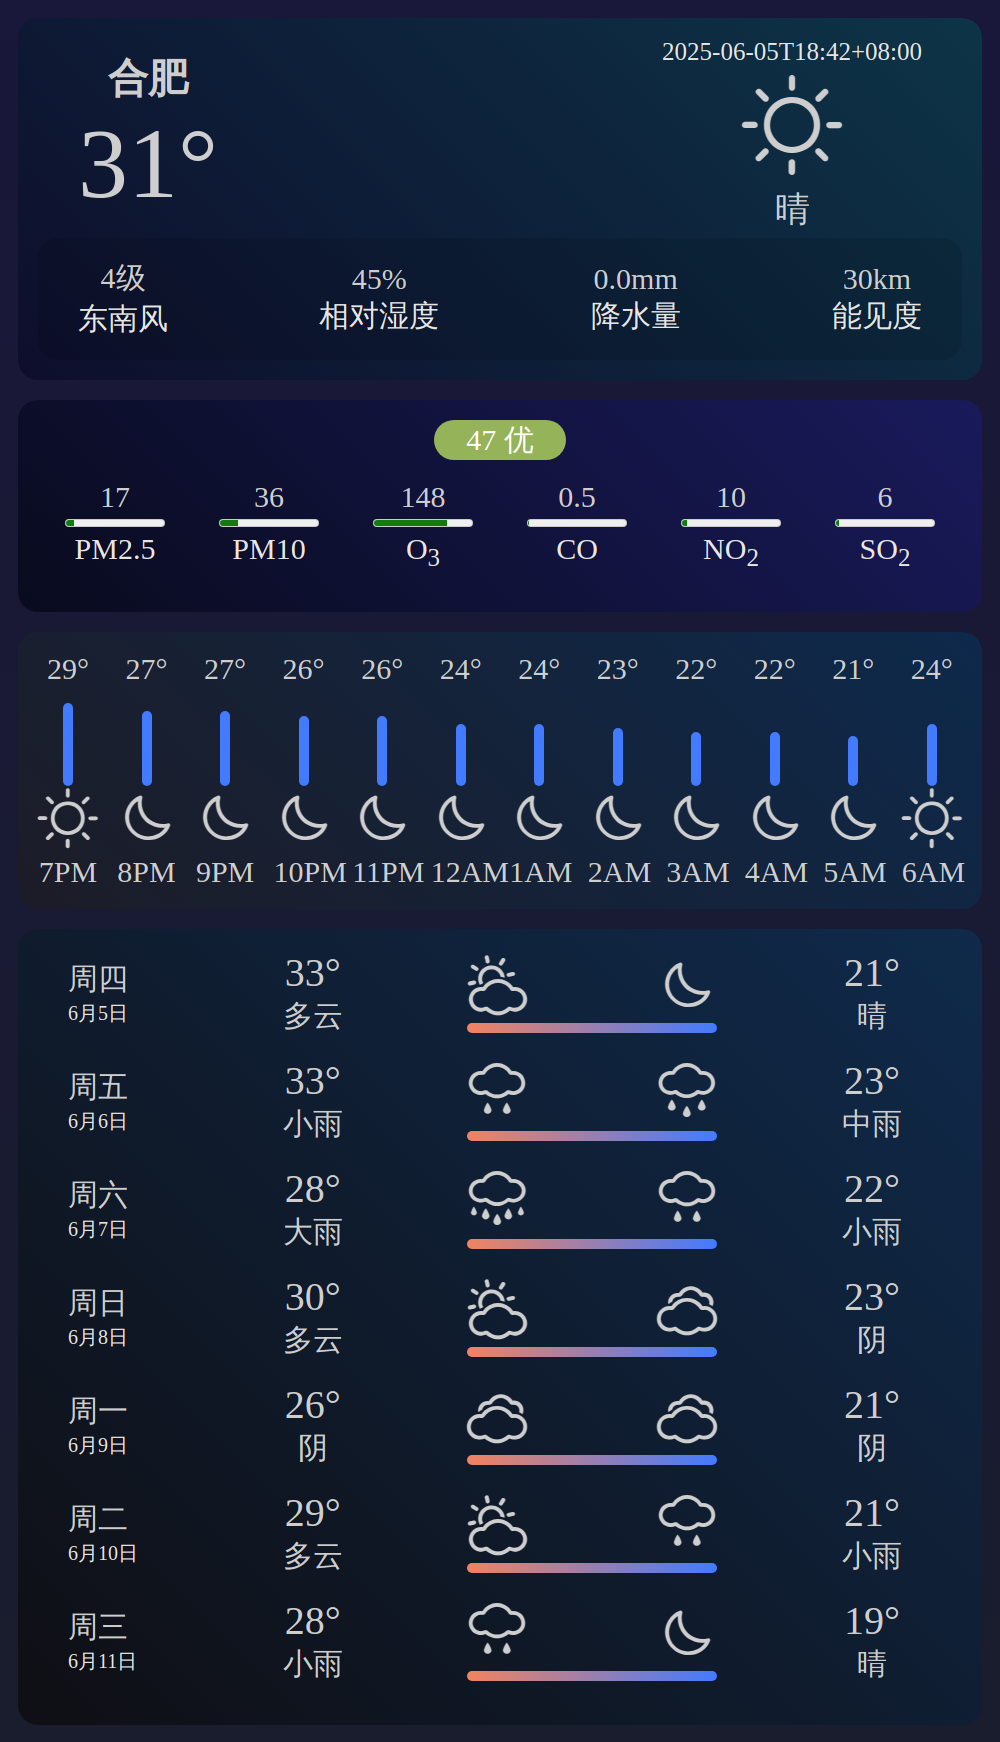 合肥
31°
2025-06-05T18:42+08:00
晴
4级 45% 0.0mm 30km
东南风 相对湿度 降水量 能见度
47 优
17 36 148 0.5 10 6
PM2.5 PM10 O3 CO NO2 SO2
29° 27° 27° 26° 26° 24° 24° 23° 22° 22° 21° 24°
7PM 8PM 9PM 10PM 11PM 12AM 1AM 2AM 3AM 4AM 5AM 6AM
周四 33° 21°
6月5日 多云 晴
周五 33° 23°
6月6日 小雨 中雨
周六 28° 22°
6月7日 大雨 小雨
周日 30° 23°
6月8日 多云 阴
周一 26° 21°
6月9日 阴 阴
周二 29° 21°
6月10日 多云 小雨
周三 28° 19°
6月11日 小雨 晴